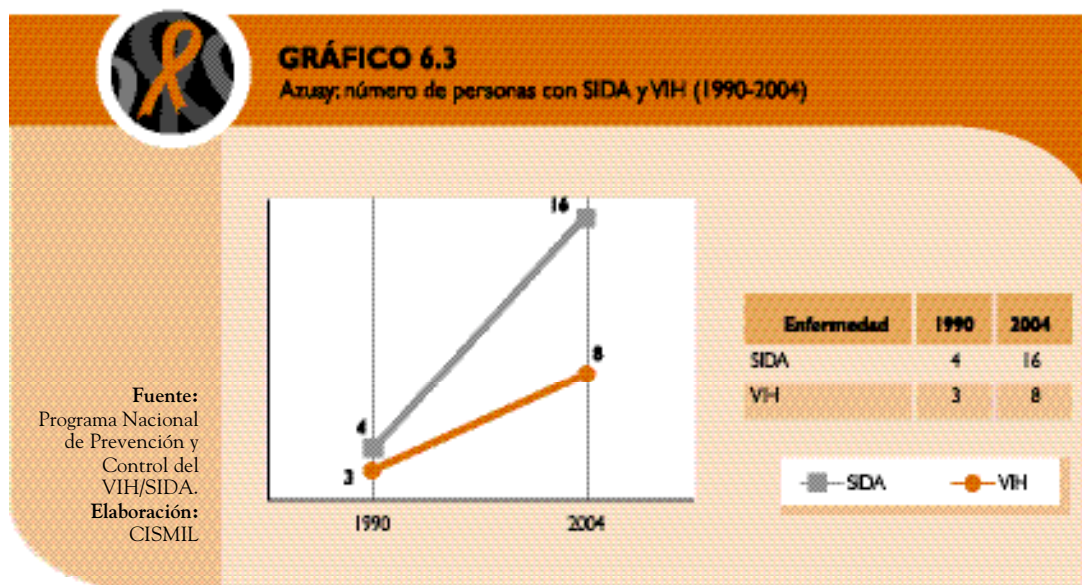 GRÁFICO 6.3
Azuay: número de personas con SIDA y VIH (1990-2004)
16
8
4
3
1990 2004
Enfermedad 1990 2004
SIDA 4 16
VIH 3 8
SIDA VIH
Fuente:
Programa Nacional
de Prevención y
Control del
VIH/SIDA.
Elaboración:
CISMIL